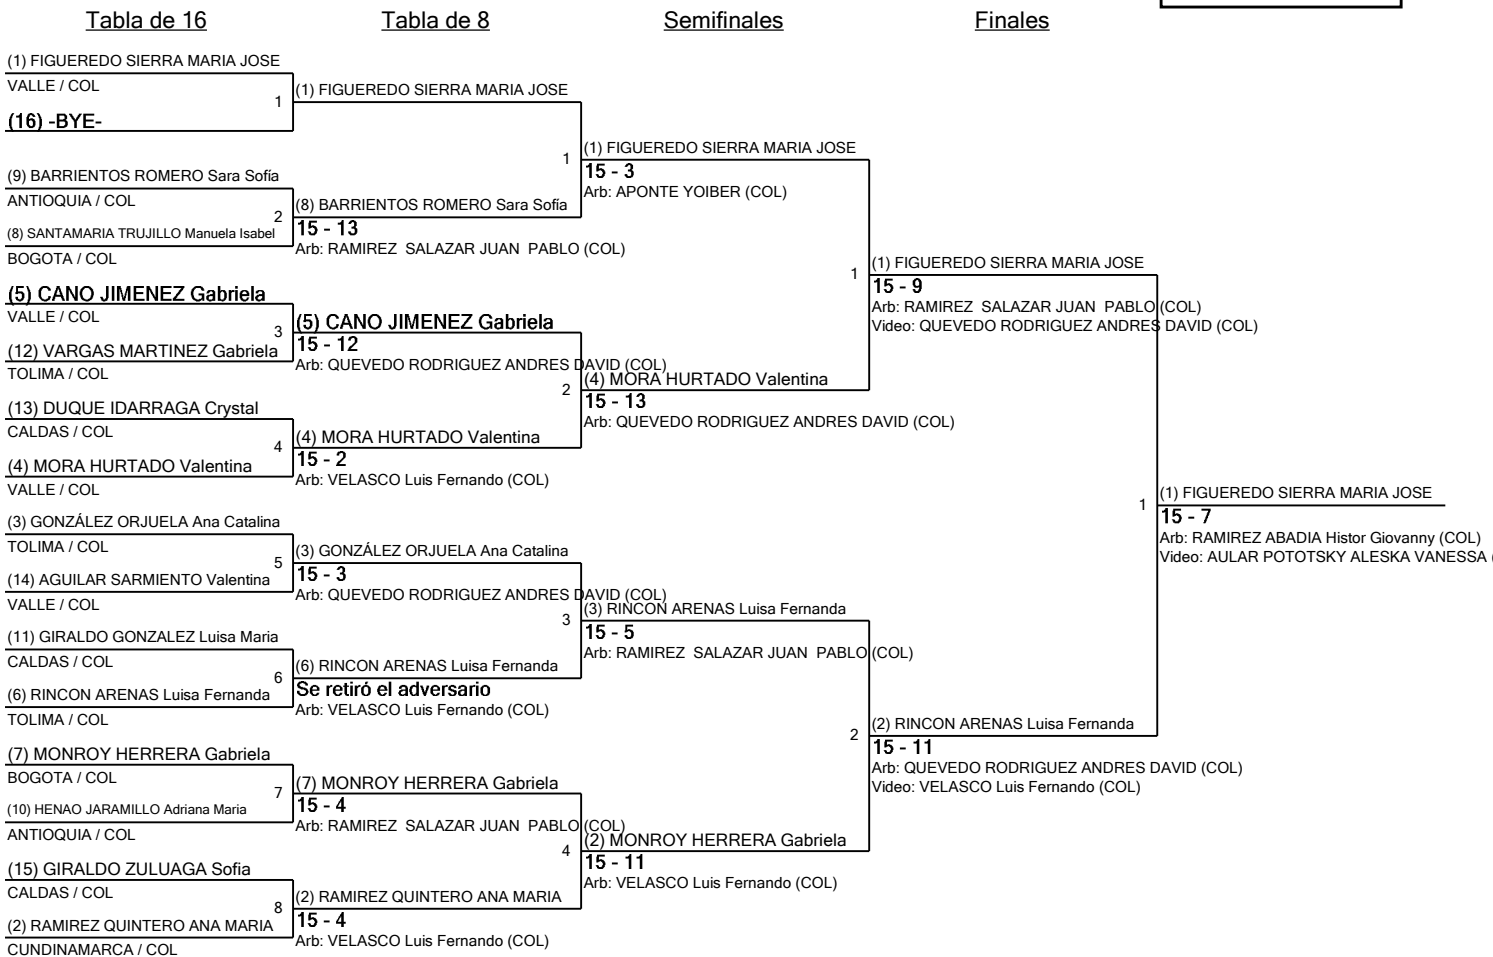 Tabla de 16
Tabla de 8
Semifinales
Finales
(1) FIGUEREDO SIERRA MARIA JOSE
VALLE / COL
1
(16) -BYE-
(9) BARRIENTOS ROMERO Sara Sofía
ANTIOQUIA / COL
2
(8) SANTAMARIA TRUJILLO Manuela Isabel
BOGOTA / COL
(5) CANO JIMENEZ Gabriela
VALLE / COL
3
(12) VARGAS MARTINEZ Gabriela
TOLIMA / COL
(13) DUQUE IDARRAGA Crystal
CALDAS / COL
4
(4) MORA HURTADO Valentina
VALLE / COL
(3) GONZÁLEZ ORJUELA Ana Catalina
TOLIMA / COL
5
(14) AGUILAR SARMIENTO Valentina
VALLE / COL
(11) GIRALDO GONZALEZ Luisa Maria
CALDAS / COL
6
(6) RINCON ARENAS Luisa Fernanda
TOLIMA / COL
(7) MONROY HERRERA Gabriela
BOGOTA / COL
7
(10) HENAO JARAMILLO Adriana Maria
ANTIOQUIA / COL
(15) GIRALDO ZULUAGA Sofia
CALDAS / COL
8
(2) RAMIREZ QUINTERO ANA MARIA
CUNDINAMARCA / COL
(1) FIGUEREDO SIERRA MARIA JOSE
1
(8) BARRIENTOS ROMERO Sara Sofía
15 - 13
Arb: RAMIREZ SALAZAR JUAN PABLO (COL)
(5) CANO JIMENEZ Gabriela
15 - 12
Arb: QUEVEDO RODRIGUEZ ANDRES DAVID (COL)
2
(4) MORA HURTADO Valentina
15 - 2
Arb: VELASCO Luis Fernando (COL)
(3) GONZÁLEZ ORJUELA Ana Catalina
15 - 3
Arb: QUEVEDO RODRIGUEZ ANDRES DAVID (COL)
3
(6) RINCON ARENAS Luisa Fernanda
Se retiró el adversario
Arb: VELASCO Luis Fernando (COL)
(7) MONROY HERRERA Gabriela
15 - 4
Arb: RAMIREZ SALAZAR JUAN PABLO (COL)
4
(2) RAMIREZ QUINTERO ANA MARIA
15 - 4
Arb: VELASCO Luis Fernando (COL)
(1) FIGUEREDO SIERRA MARIA JOSE
15 - 3
Arb: APONTE YOIBER (COL)
1
(4) MORA HURTADO Valentina
15 - 13
Arb: QUEVEDO RODRIGUEZ ANDRES DAVID (COL)
(3) RINCON ARENAS Luisa Fernanda
15 - 5
Arb: RAMIREZ SALAZAR JUAN PABLO (COL)
2
(2) MONROY HERRERA Gabriela
15 - 11
Arb: VELASCO Luis Fernando (COL)
(1) FIGUEREDO SIERRA MARIA JOSE
15 - 9
Arb: RAMIREZ SALAZAR JUAN PABLO (COL)
Video: QUEVEDO RODRIGUEZ ANDRES DAVID (COL)
1
(2) RINCON ARENAS Luisa Fernanda
15 - 11
Arb: QUEVEDO RODRIGUEZ ANDRES DAVID (COL)
Video: VELASCO Luis Fernando (COL)
(1) FIGUEREDO SIERRA MARIA JOSE
15 - 7
Arb: RAMIREZ ABADIA Histor Giovanny (COL)
Video: AULAR POTOTSKY ALESKA VANESSA (